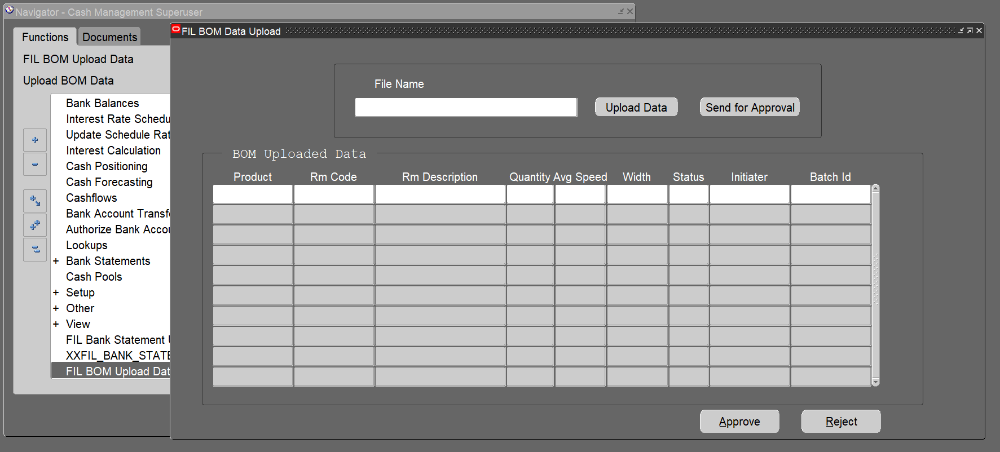 Navigator - Cash Management Superuser
Functions
Documents
FIL BOM Upload Data
Upload BOM Data
Bank Balances
Interest Rate Schedu
Update Schedule Rat
Interest Calculation
Cash Positioning
Cash Forecasting
Cashflows
Bank Account Transf
Authorize Bank Accou
Lookups
+ Bank Statements
Cash Pools
+ Setup
+ Other
+ View
FIL Bank Statement
XXFIL_BANK_STATE
FIL BOM Upload Dat
FIL BOM Data Upload
File Name
Upload Data
Send for Approval
BOM Uploaded Data
Product Rm Code Rm Description Quantity Avg Speed Width Status Initiater Batch Id
Approve
Reject